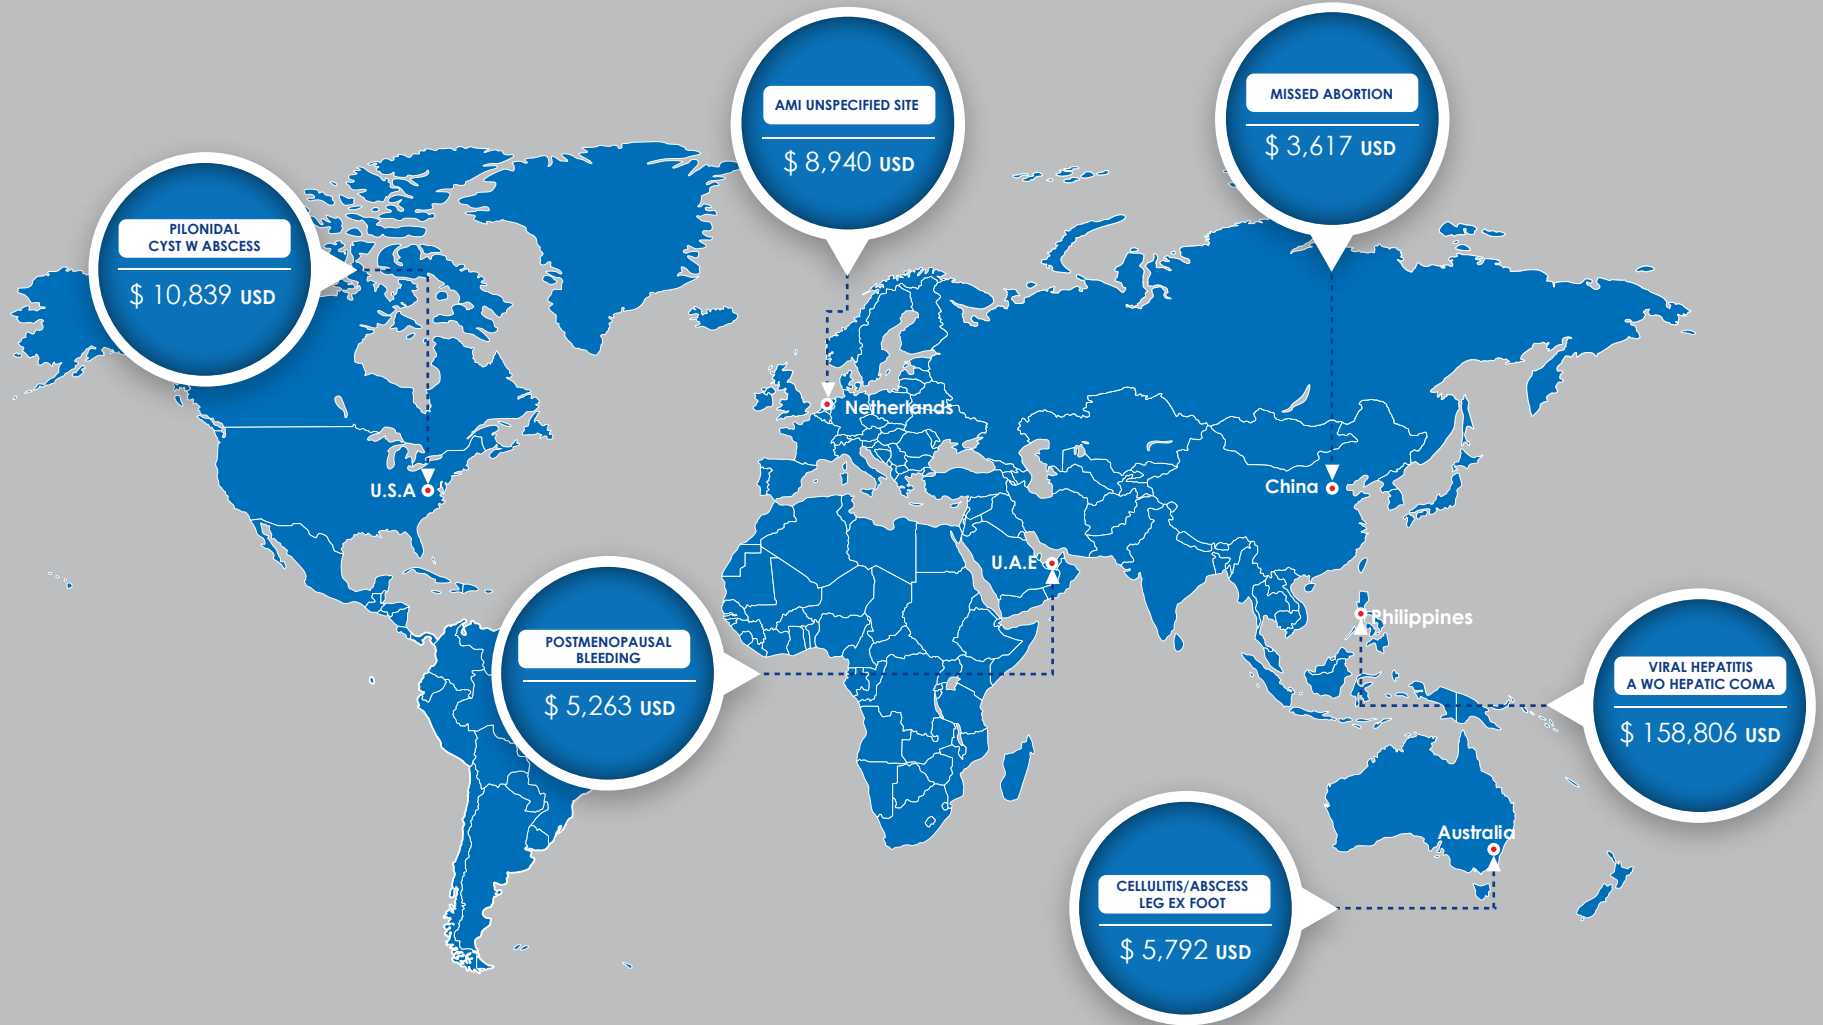 AMI UNSPECIFIED SITE
$ 8,940 USD
MISSED ABORTION
$ 3,617 USD
PILONIDAL
CYST W ABSCESS
$ 10,839 USD
Netherlands
U.S.A
China
U.A.E
Philippines
POSTMENOPAUSAL
BLEEDING
$ 5,263 USD
VIRAL HEPATITIS
A WO HEPATIC COMA
$ 158,806 USD
Australia
CELLULITIS/ABSCESS
LEG EX FOOT
$ 5,792 USD